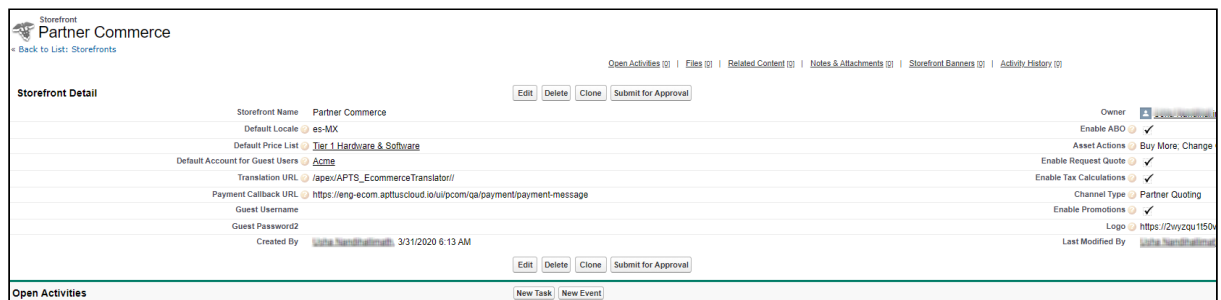 Storefront
Partner Commerce
« Back to List: Storefronts
Open Activities [0] | Files [0] | Related Content [0] | Notes & Attachments [0] | Storefront Banners [0] | Activity History [0]
Storefront Detail Edit Delete Clone Submit for Approval
Storefront Name Partner Commerce Owner
Default Locale es-MX Enable ABO ✓
Default Price List Tier 1 Hardware & Software Asset Actions Buy More; Change
Default Account for Guest Users Acme Enable Request Quote ✓
Translation URL /apex/APTS_EcommerceTranslator// Enable Tax Calculations ✓
Payment Callback URL https://eng-ecom.apttuscloud.io/ui/pcom/qa/payment/payment-message Channel Type Partner Quoting
Guest Username Enable Promotions ✓
Guest Password2 Logo https://2wyzqu1t50v
Created By , 3/31/2020 6:13 AM Last Modified By
Edit Delete Clone Submit for Approval
Open Activities New Task New Event